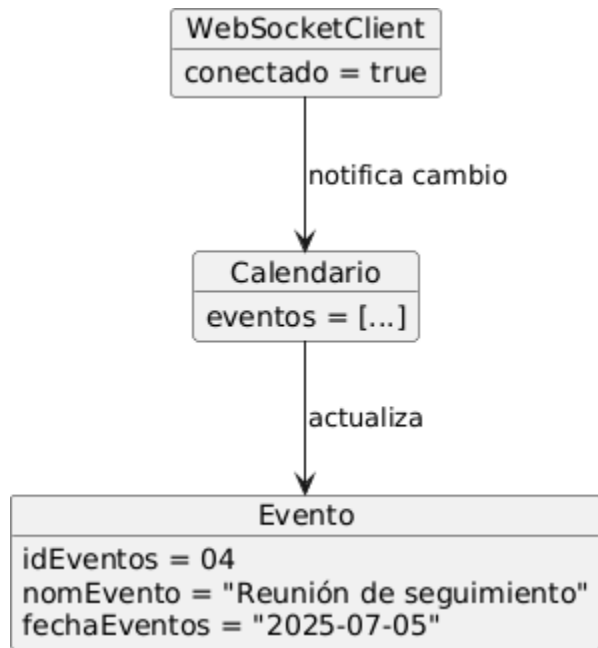 WebSocketClient
conectado = true
notifica cambio
Calendario
eventos = [...]
actualiza
Evento
idEventos = 04
nomEvento = "Reunión de seguimiento"
fechaEventos = "2025-07-05"